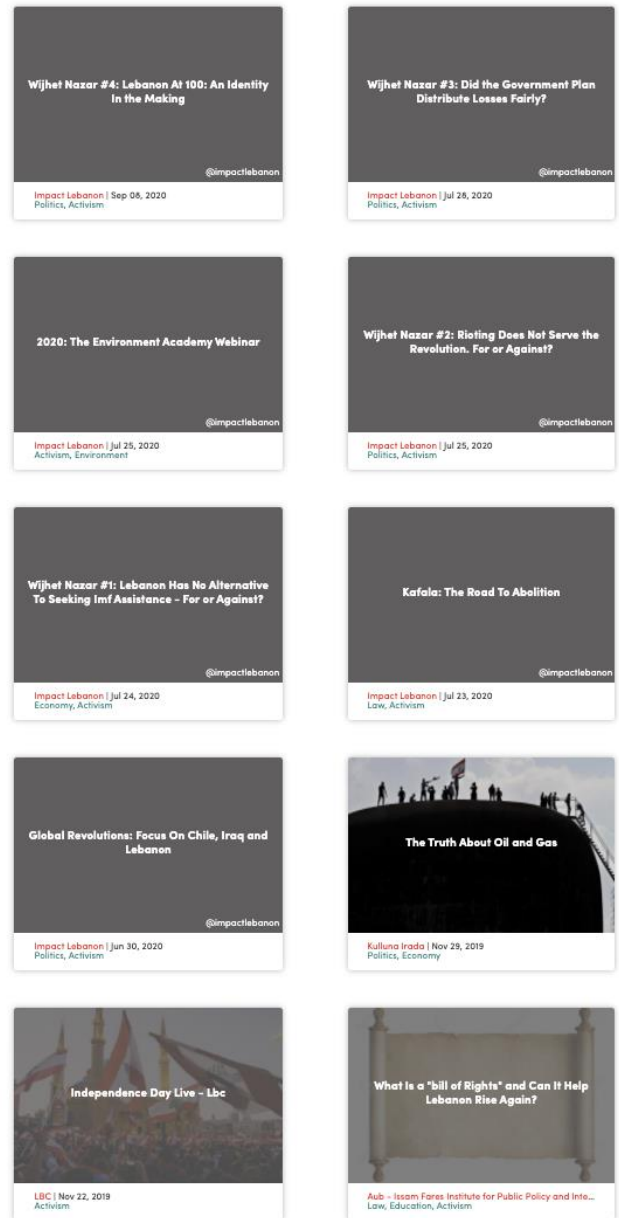 Wijhet Nazar #4: Lebanon At 100: An Identity
In the Making
@impactlebanon
Impact Lebanon | Sep 08, 2020
Politics, Activism
Wijhet Nazar #3: Did the Government Plan
Distribute Losses Fairly?
@impactlebanon
Impact Lebanon | Jul 28, 2020
Politics, Activism
2020: The Environment Academy Webinar
@impactlebanon
Impact Lebanon | Jul 25, 2020
Activism, Environment
Wijhet Nazar #2: Rioting Does Not Serve the
Revolution. For or Against?
@impactlebanon
Impact Lebanon | Jul 25, 2020
Politics, Activism
Wijhet Nazar #1: Lebanon Has No Alternative
To Seeking Imf Assistance - For or Against?
@impactlebanon
Impact Lebanon | Jul 24, 2020
Economy, Activism
Kafala: The Road To Abolition
@impactlebanon
Impact Lebanon | Jul 23, 2020
Law, Activism
Global Revolutions: Focus On Chile, Iraq and
Lebanon
@impactlebanon
Impact Lebanon | Jun 30, 2020
Politics, Activism
The Truth About Oil and Gas
Kulluna Irada | Nov 29, 2019
Politics, Economy
Independence Day Live - Lbc
LBC | Nov 22, 2019
Activism
What Is a "bill of Rights" and Can It Help
Lebanon Rise Again?
Aub - Issam Fares Institute for Public Policy and Inte...
Law, Education, Activism